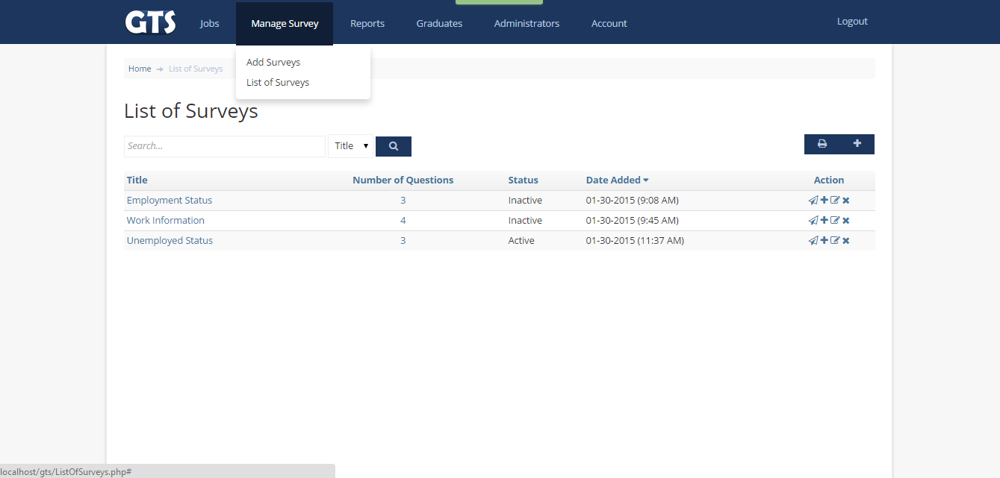 GTS Jobs Manage Survey Reports Graduates Administrators Account Logout
Add Surveys
List of Surveys
Home List of Surveys
List of Surveys
Search... Title
Title Number of Questions Status Date Added Action
Employment Status 3 Inactive 01-30-2015 (9:08 AM)
Work Information 4 Inactive 01-30-2015 (9:45 AM)
Unemployed Status 3 Active 01-30-2015 (11:37 AM)
localhost/gts/ListOfSurveys.php#